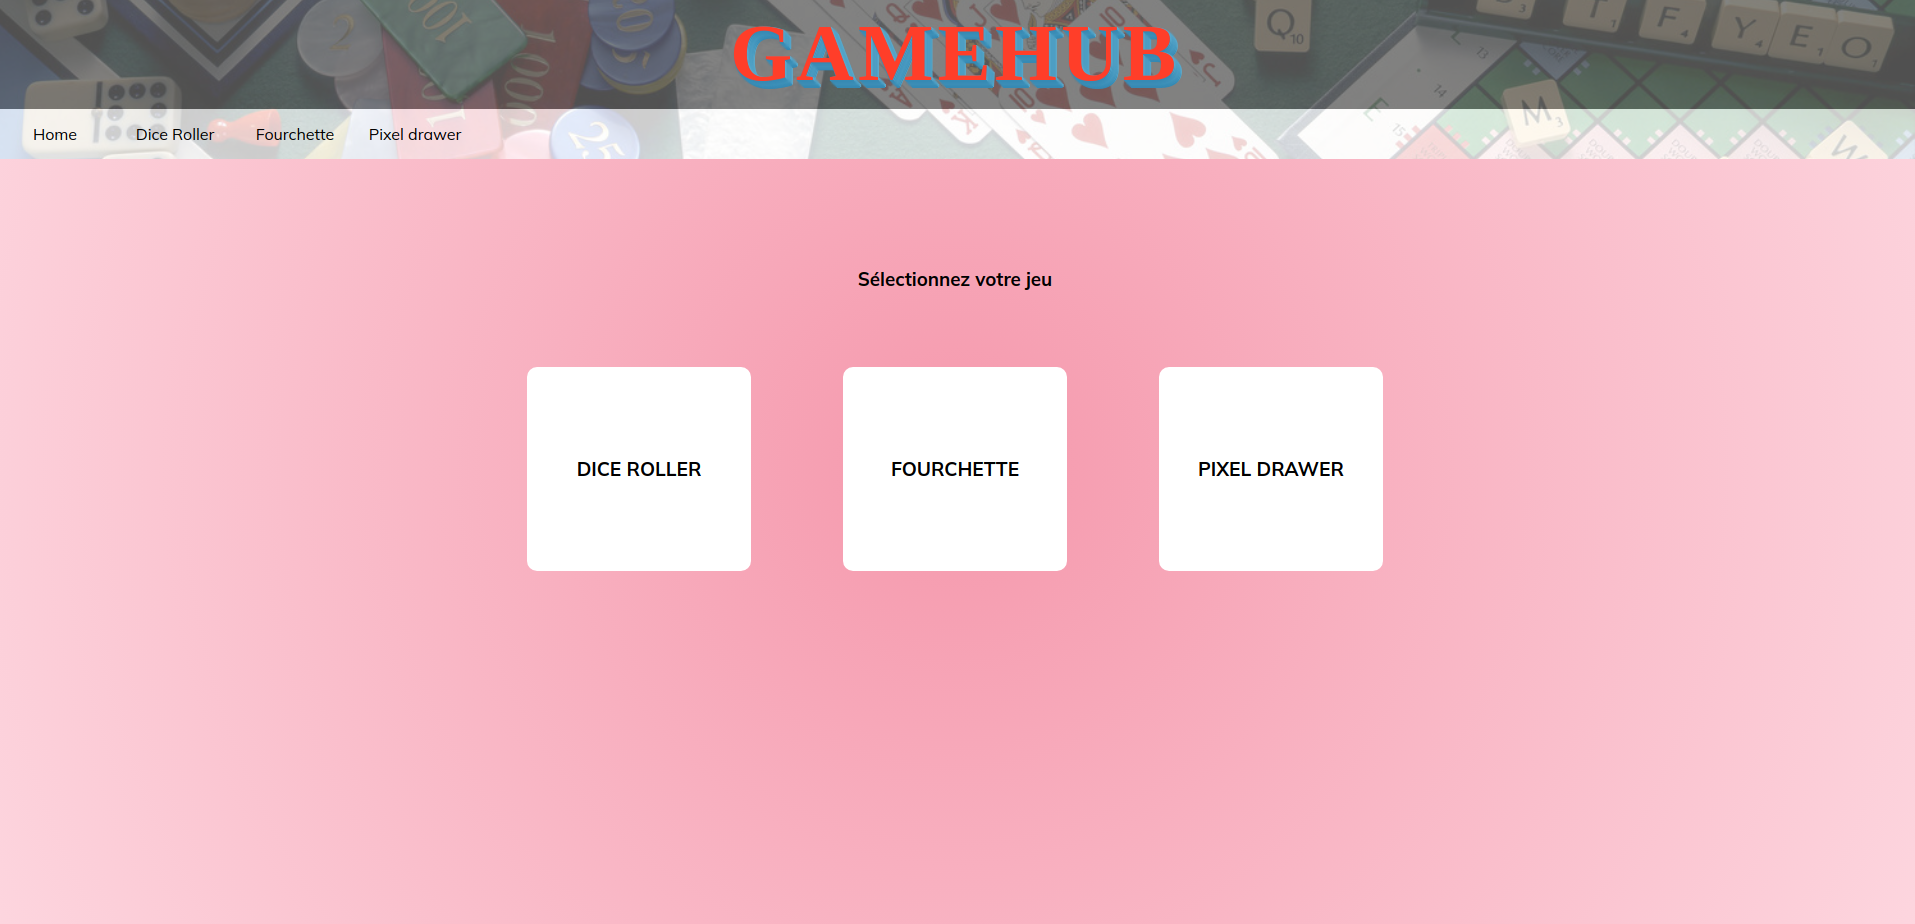 GAMEHUB
Home Dice Roller Fourchette Pixel drawer
Sélectionnez votre jeu
DICE ROLLER FOURCHETTE PIXEL DRAWER